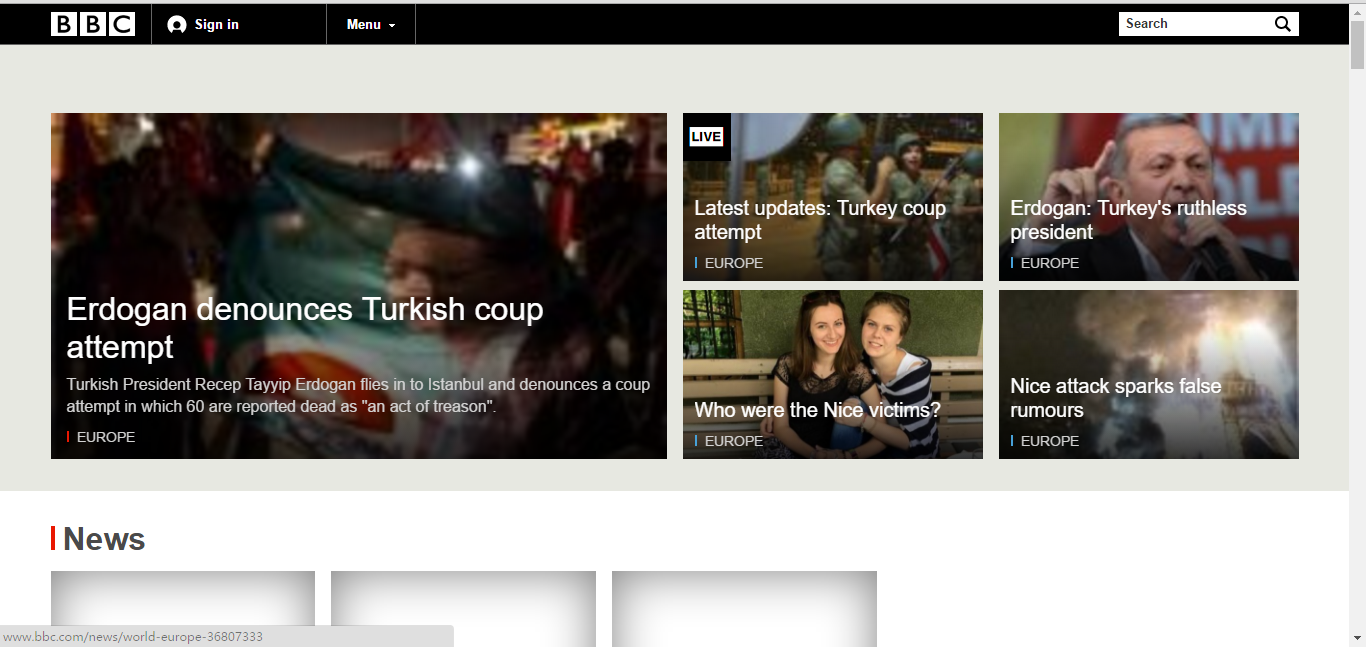 BBC
Sign in
Menu
Search
Erdogan denounces Turkish coup
attempt
Turkish President Recep Tayyip Erdogan flies in to Istanbul and denounces a coup
attempt in which 60 are reported dead as "an act of treason".
EUROPE
LIVE
Latest updates: Turkey coup
attempt
EUROPE
Erdogan: Turkey's ruthless
president
EUROPE
Who were the Nice victims?
EUROPE
Nice attack sparks false
rumours
EUROPE
News
www.bbc.com/news/world-europe-36807333